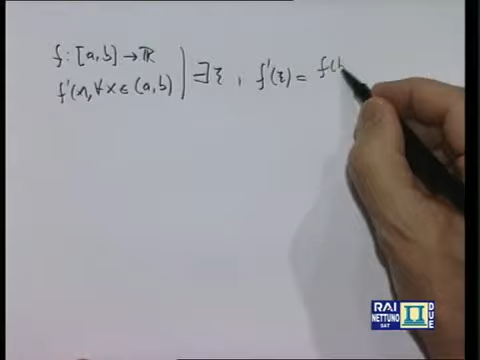 f: [a,b] → ℝ
f'(x), ∀x ∈ (a,b) | ∃ ξ, f'(ξ) = f(b
RAI
NETTUNO
SAT
DUE